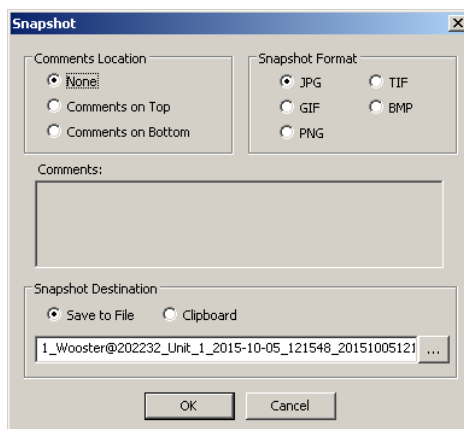 Snapshot
Comments Location
None
Comments on Top
Comments on Bottom
Snapshot Format
JPG
TIF
GIF
BMP
PNG
Comments:
Snapshot Destination
Save to File
Clipboard
1_Wooster@202232_Unit_1_2015-10-05_121548_20151005121
...
OK
Cancel